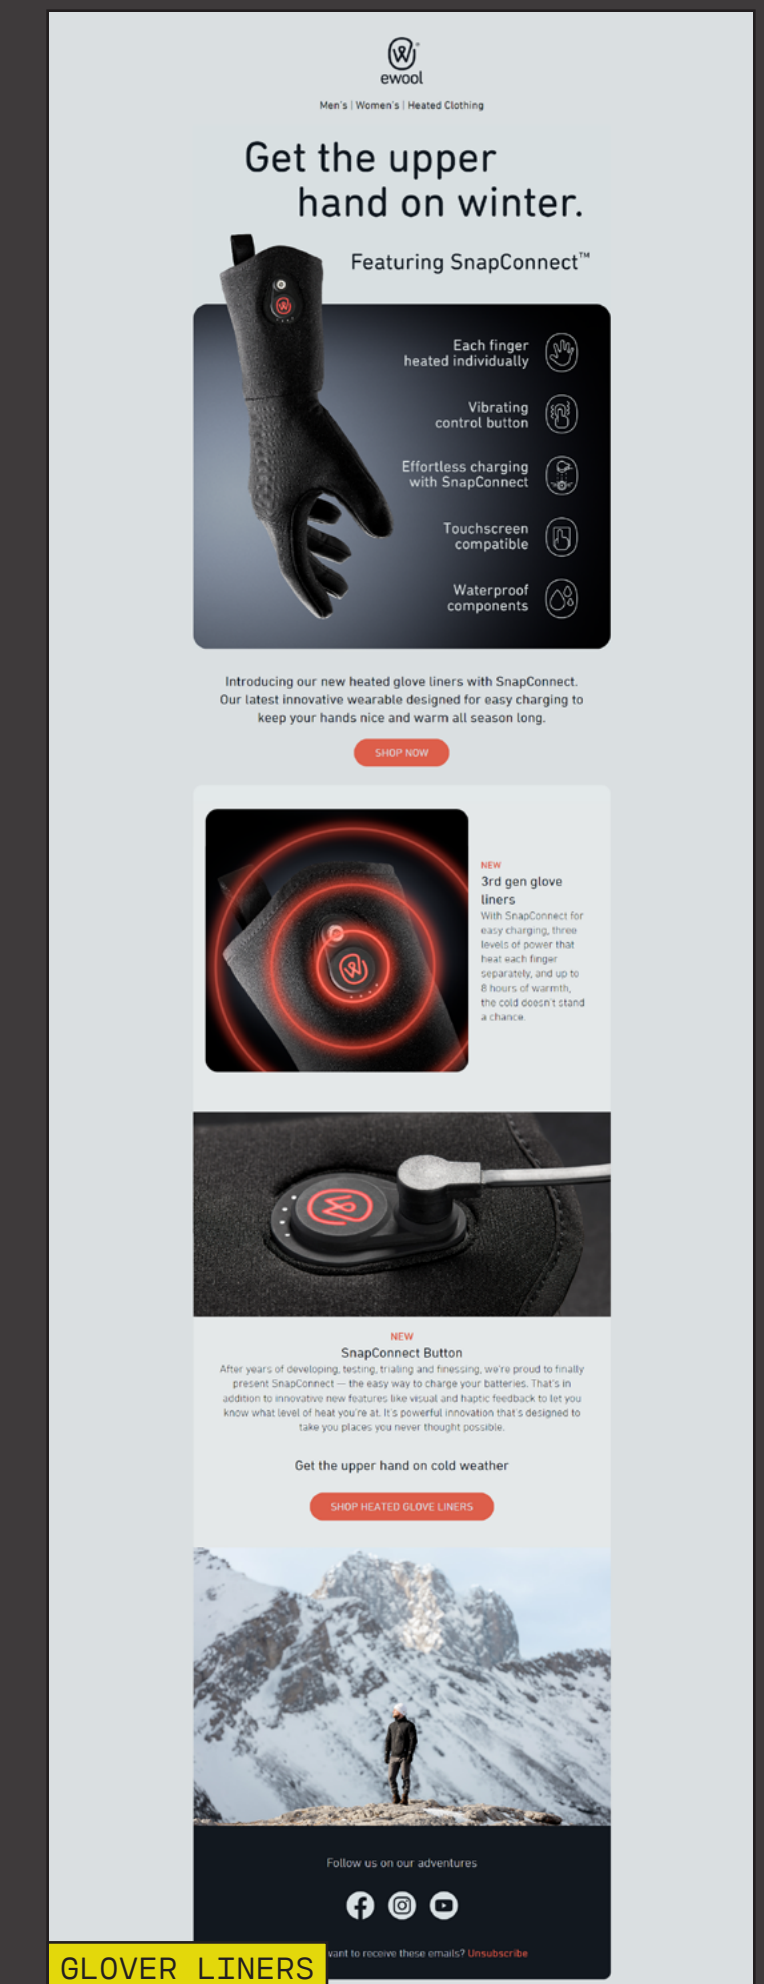 ewool
Men's | Women's | Heated Clothing
Get the upper
hand on winter.
Featuring SnapConnect™
Each finger
heated individually
Vibrating
control button
Effortless charging
with SnapConnect
Touchscreen
compatible
Waterproof
components
Introducing our new heated glove liners with SnapConnect.
Our latest innovative wearable designed for easy charging to
keep your hands nice and warm all season long.
SHOP NOW
NEW
3rd gen glove
liners
With SnapConnect for
easy charging, three
levels of power that
heat each finger
separately, and up to
8 hours of warmth,
the cold doesn't stand
a chance.
NEW
SnapConnect Button
After years of developing, testing, trialing and finessing, we're proud to finally
present SnapConnect — the easy way to charge your batteries. That's in
addition to innovative new features like visual and haptic feedback to let you
know what level of heat you're at. It's powerful innovation that's designed to
take you places you never thought possible.
Get the upper hand on cold weather
SHOP HEATED GLOVE LINERS
Follow us on our adventures
want to receive these emails? Unsubscribe
GLOVER LINERS